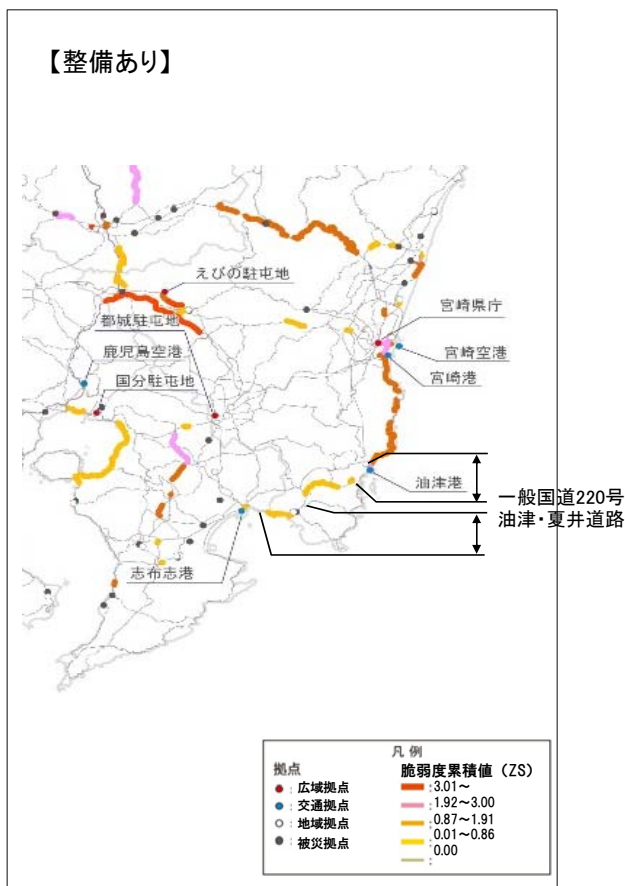 【整備あり】
えびの駐屯地
都城駐屯地
宮崎県庁
鹿児島空港
宮崎空港
国分駐屯地
宮崎港
油津港
一般国道220号
油津・夏井道路
志布志港
凡 例
拠点
脆弱度累積値（ZS）
： 広域拠点
： 3.01～
： 交通拠点
： 1.92～3.00
： 地域拠点
： 0.87～1.91
： 被災拠点
： 0.01～0.86
： 0.00